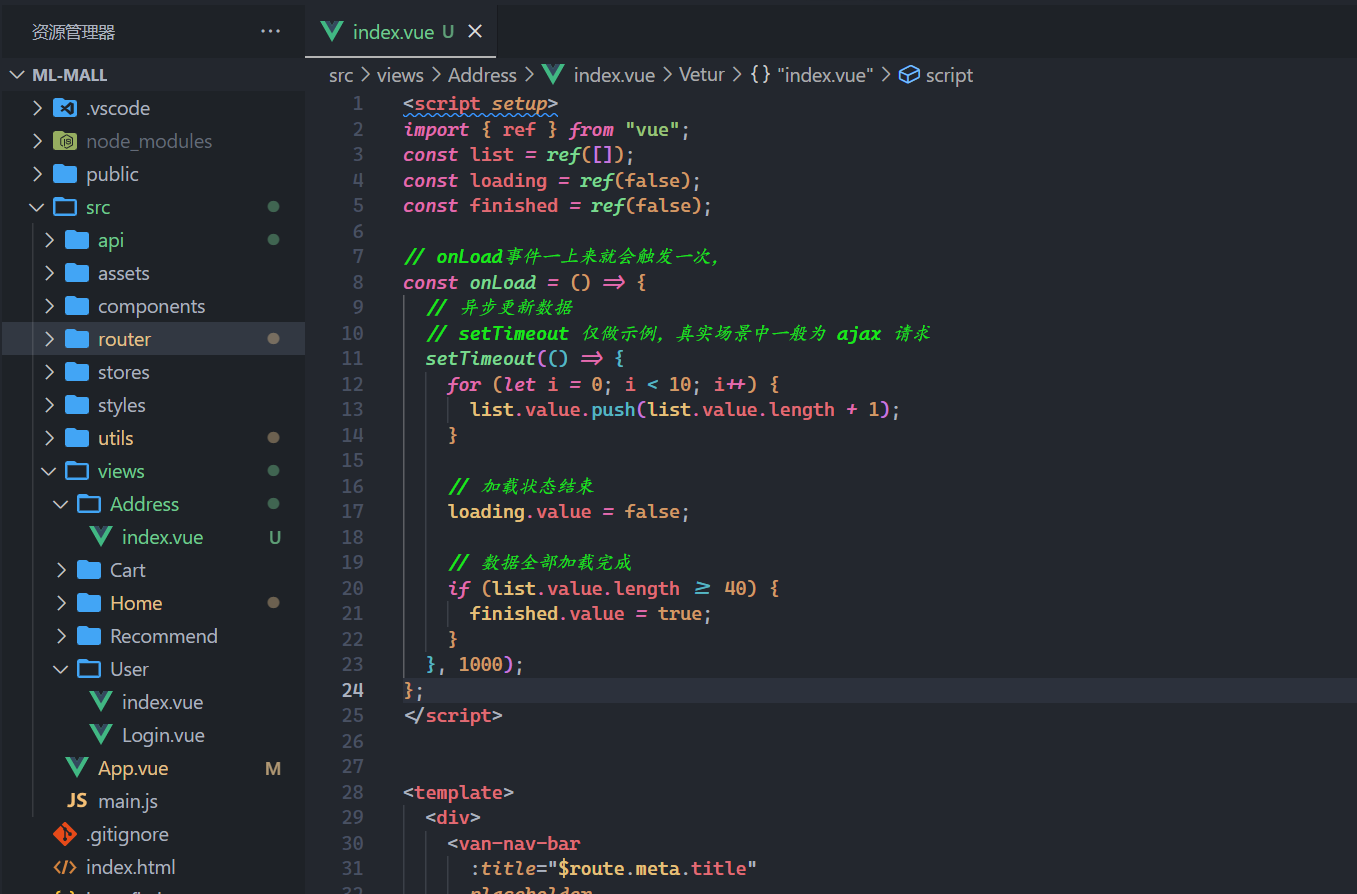 资源管理器 ···
ML-MALL
.vscode
node_modules
public
src
api
assets
components
router
stores
styles
utils
views
Address
index.vue U
Cart
Home
Recommend
User
index.vue
Login.vue
App.vue M
JS main.js
.gitignore
index.html
index.vue U
src > views > Address > index.vue > Vetur > {} "index.vue" > script
1 <script setup>
2 import { ref } from "vue";
3 const list = ref([]);
4 const loading = ref(false);
5 const finished = ref(false);
6
7 // onLoad事件一上来就会触发一次,
8 const onLoad = () => {
9 // 异步更新数据
10 // setTimeout 仅做示例，真实场景中一般为 ajax 请求
11 setTimeout(() => {
12 for (let i = 0; i < 10; i++) {
13 list.value.push(list.value.length + 1);
14 }
15
16 // 加载状态结束
17 loading.value = false;
18
19 // 数据全部加载完成
20 if (list.value.length >= 40) {
21 finished.value = true;
22 }
23 }, 1000);
24 };
25 </script>
26
27
28 <template>
29 <div>
30 <van-nav-bar
31 :title="$route.meta.title"
32 placeholder